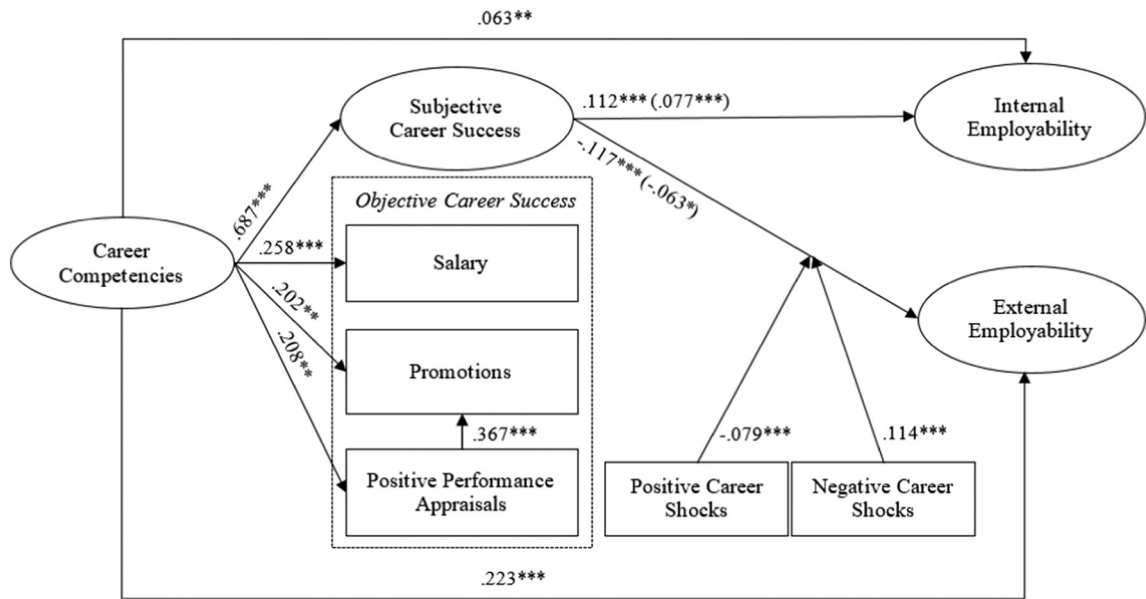 .063**
Subjective
Career Success
.112*** (.077***)
Internal
Employability
-.117*** (-.063*)
.687***
Objective Career Success
Career
Competencies
.258***
Salary
.202**
.208**
External
Employability
Promotions
.367***
-.079***
.114***
Positive Performance
Appraisals
Positive Career
Shocks
Negative Career
Shocks
.223***